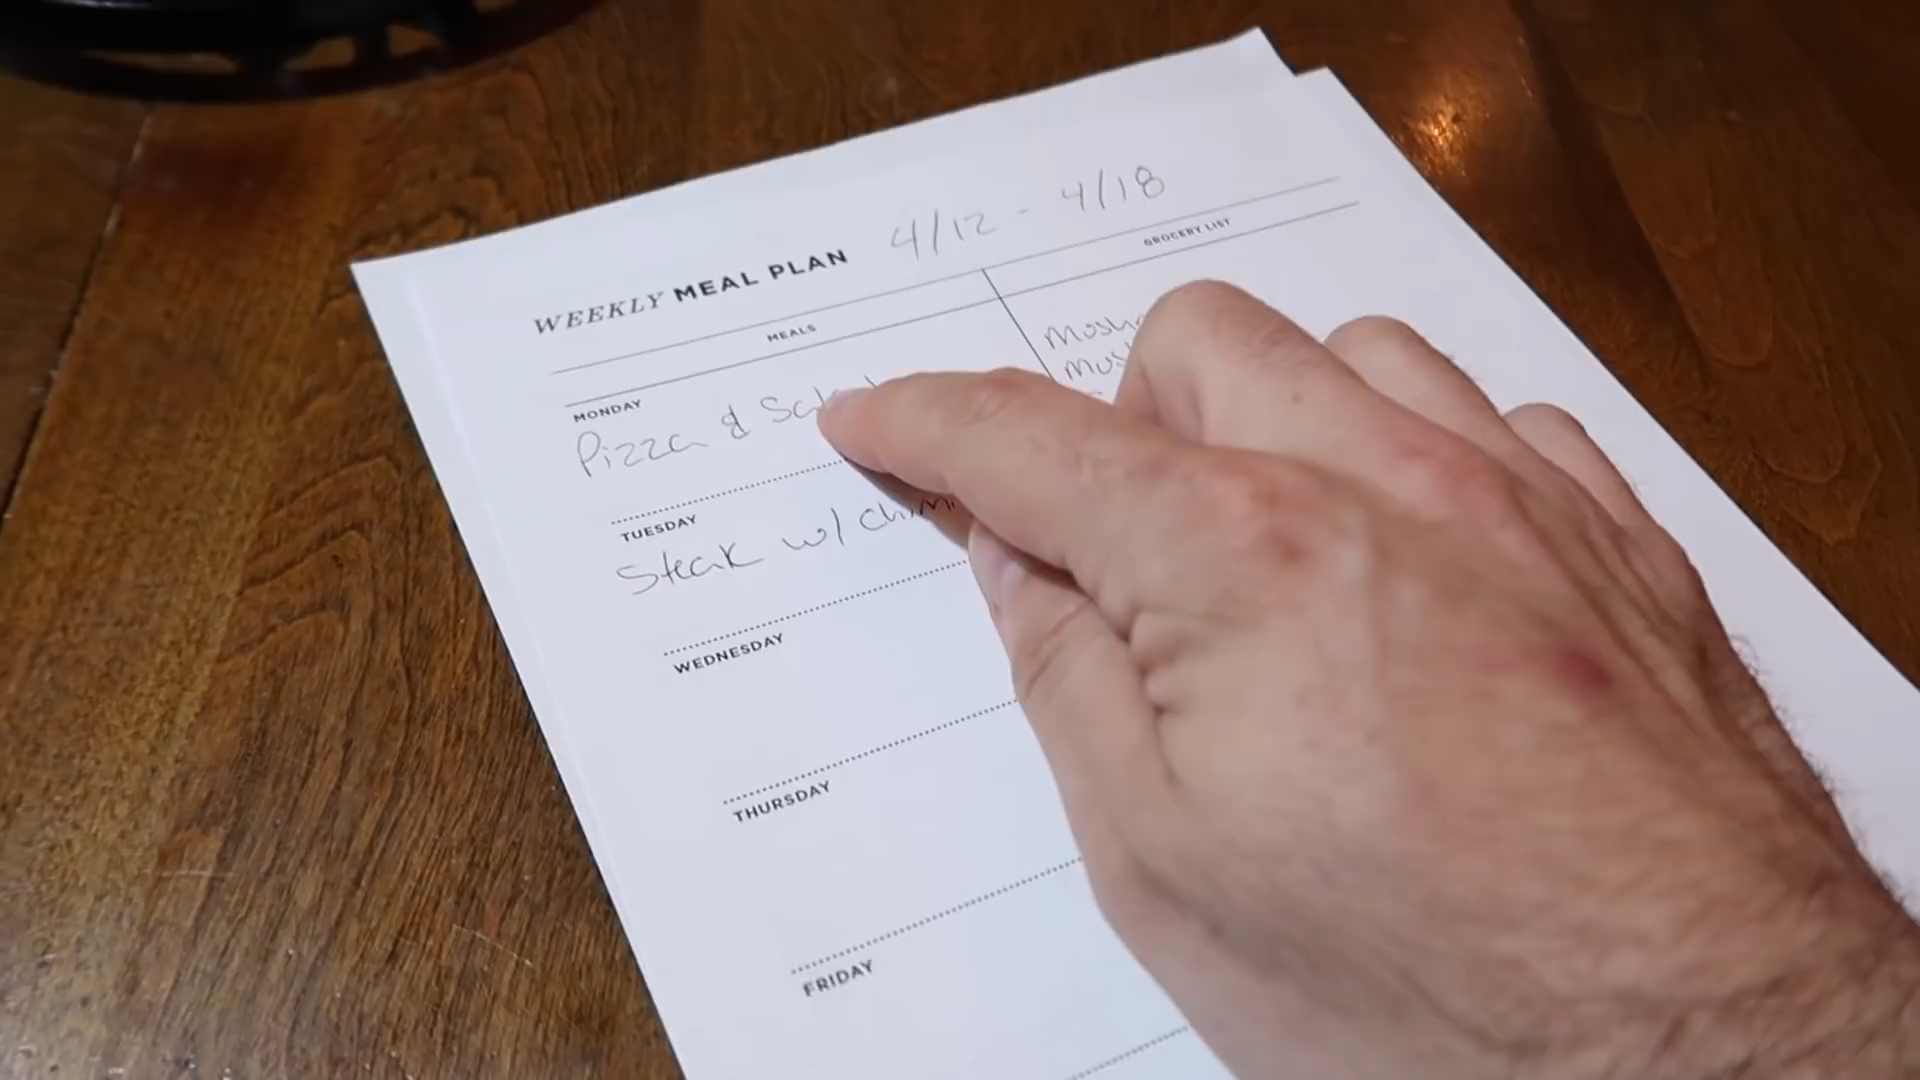 WEEKLY MEAL PLAN 4/12 - 4/18
MEALS
GROCERY LIST
MONDAY
Pizza &
TUESDAY
Steak w/
WEDNESDAY
THURSDAY
FRIDAY